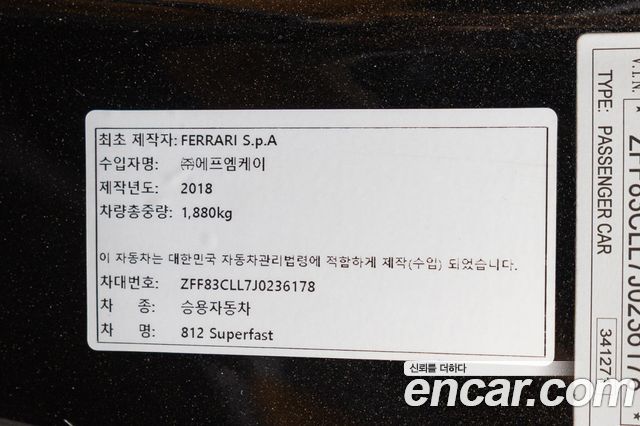 최초 제작자: FERRARI S.p.A
수입자명: ㈜에프엠케이
제작년도: 2018
차량총중량: 1,880kg
이 자동차는 대한민국 자동차관리법령에 적합하게 제작(수입) 되었습니다.
차대번호: ZFF83CLL7J0236178
차 종: 승용자동차
차 명: 812 Superfast
V.I.N.
TYPE: PASSENGER CAR
신뢰를 더하다
encar.com